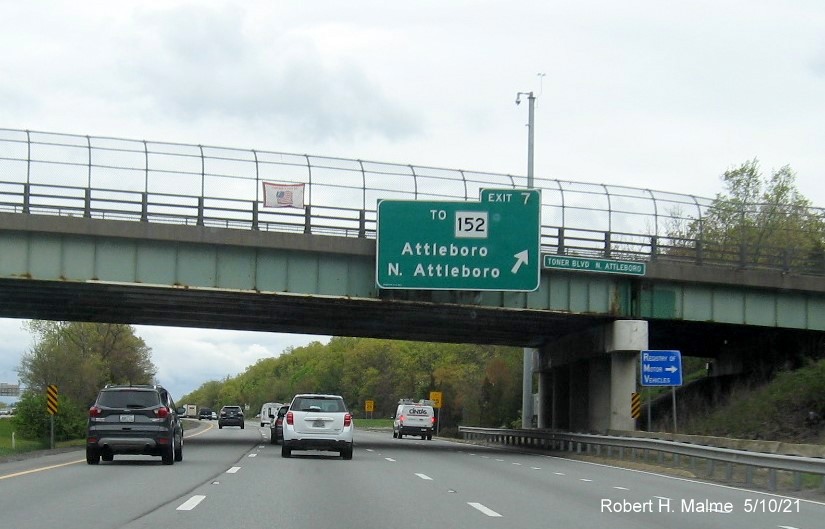 EXIT 7
TO 152
Attleboro
N. Attleboro
TONER BLVD N. ATTLEBORO
REGISTRY OF
MOTOR
VEHICLES
Robert H. Malme 5/10/21